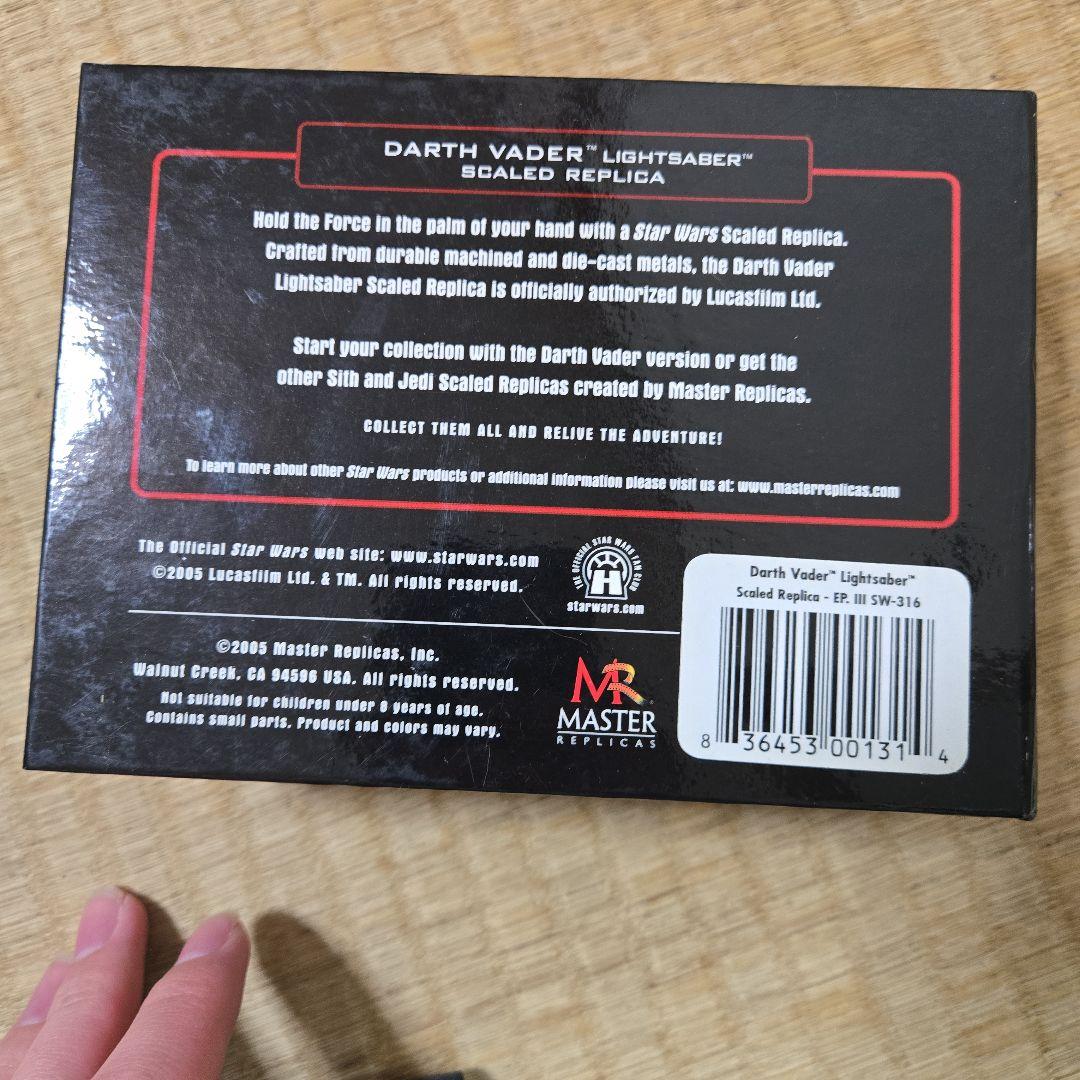 DARTH VADER™ LIGHTSABER™
SCALED REPLICA
Hold the Force in the palm of your hand with a Star Wars Scaled Replica.
Crafted from durable machined and die-cast metals, the Darth Vader
Lightsaber Scaled Replica is officially authorized by Lucasfilm Ltd.
Start your collection with the Darth Vader version or get the
other Sith and Jedi Scaled Replicas created by Master Replicas.
COLLECT THEM ALL AND RELIVE THE ADVENTURE!
To learn more about other Star Wars products or additional information please visit us at: www.masterreplicas.com
The Official Star Wars web site: www.starwars.com
©2005 Lucasfilm Ltd. & TM. All rights reserved.
THE OFFICIAL STAR WARS FAN CLUB
starwars.com
©2005 Master Replicas, Inc.
Walnut Creek, CA 94596 USA. All rights reserved.
Not suitable for children under 8 years of age.
Contains small parts. Product and colors may vary.
MR
MASTER
REPLICAS
Darth Vader™ Lightsaber™
Scaled Replica - EP. III SW-316
8 36453 00131 4